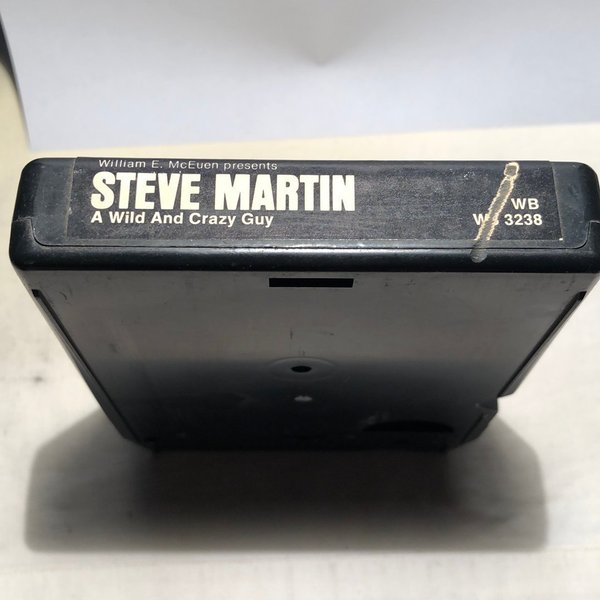 William E. McEuen presents
STEVE MARTIN
A Wild And Crazy Guy
WB
3238